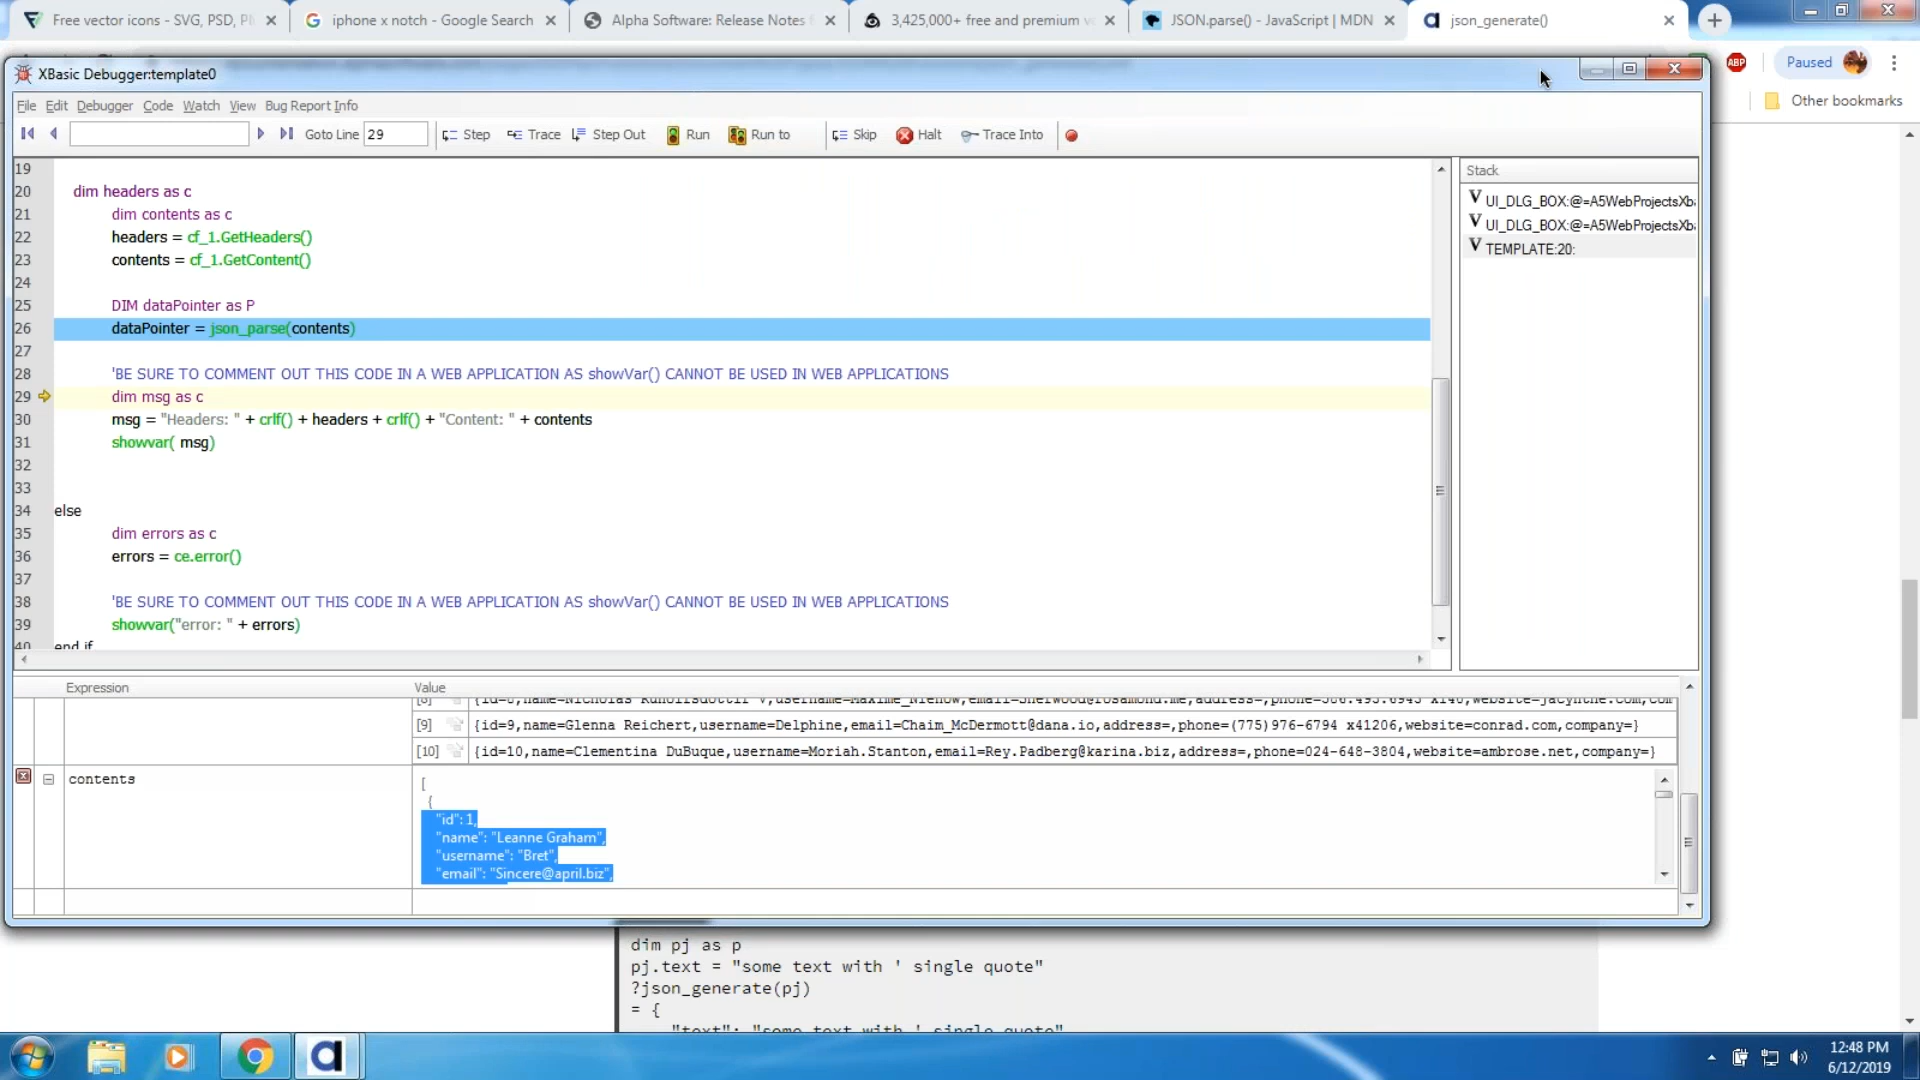 Free vector icons - SVG, PSD, P
iphone x notch - Google Search
Alpha Software: Release Notes
3,425,000+ free and premium v
JSON.parse() - JavaScript | MDN
json_generate()
ABP
Paused
Other bookmarks
XBasic Debugger:template0
File Edit Debugger Code Watch View Bug Report Info
Goto Line 29 Step Trace Step Out Run Run to Skip Halt Trace Into
Stack
UI_DLG_BOX:@=A5WebProjectsXb
UI_DLG_BOX:@=A5WebProjectsXb
TEMPLATE:20:
19
20 dim headers as c
21 dim contents as c
22 headers = cf_1.GetHeaders()
23 contents = cf_1.GetContent()
24
25 DIM dataPointer as P
26 dataPointer = json_parse(contents)
27
28 'BE SURE TO COMMENT OUT THIS CODE IN A WEB APPLICATION AS showVar() CANNOT BE USED IN WEB APPLICATIONS
29 dim msg as c
30 msg = "Headers: " + crlf() + headers + crlf() + "Content: " + contents
31 showvar( msg)
32
33
34 else
35 dim errors as c
36 errors = ce.error()
37
38 'BE SURE TO COMMENT OUT THIS CODE IN A WEB APPLICATION AS showVar() CANNOT BE USED IN WEB APPLICATIONS
39 showvar("error: " + errors)
40 end if
Expression Value
[9] {id=9,name=Glenna Reichert,username=Delphine,email=Chaim_McDermott@dana.io,address=,phone=(775)976-6794 x41206,website=conrad.com,company=}
[10] {id=10,name=Clementina DuBuque,username=Moriah.Stanton,email=Rey.Padberg@karina.biz,address=,phone=024-648-3804,website=ambrose.net,company=}
contents
[
{
"id": 1,
"name": "Leanne Graham",
"username": "Bret",
"email": "Sincere@april.biz",
dim pj as p
pj.text = "some text with ' single quote"
?json_generate(pj)
= {
"text": "some text with ' single quote"
12:48 PM
6/12/2019